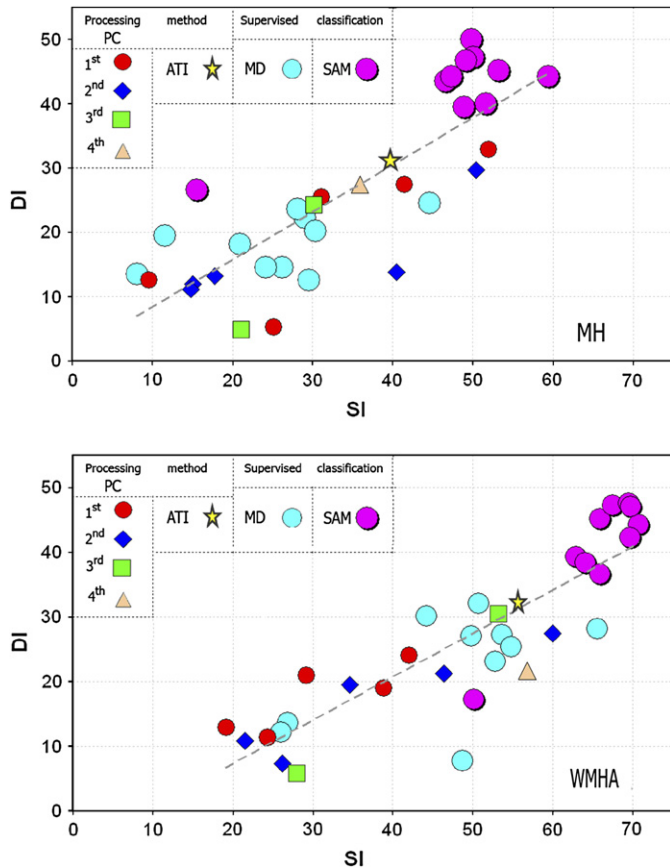 Processing method Supervised classification
PC
1st
2nd
3rd
4th
ATI MD SAM
50
40
30
20
10
0
DI
0 10 20 30 40 50 60 70
SI
MH
Processing method Supervised classification
PC
1st
2nd
3rd
4th
ATI MD SAM
50
40
30
20
10
0
DI
0 10 20 30 40 50 60 70
SI
WMHA